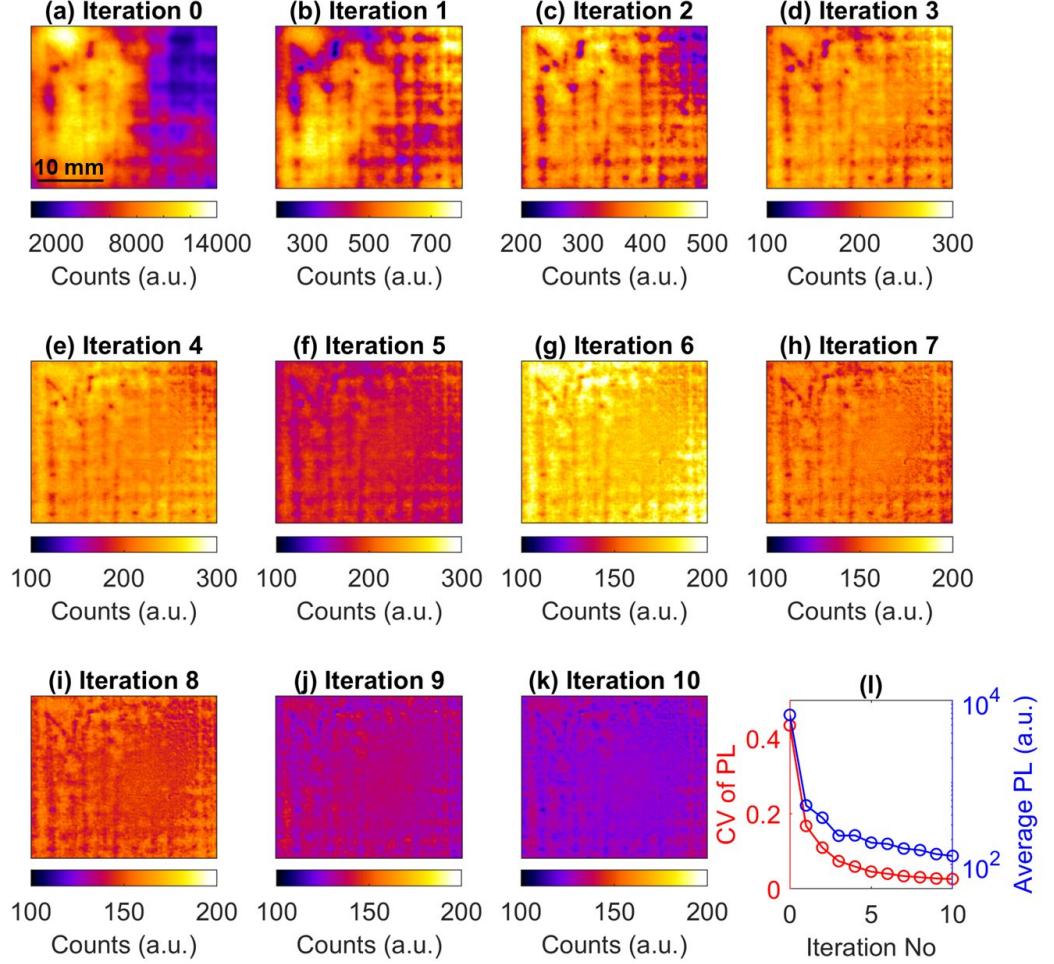 (a) Iteration 0
(b) Iteration 1
(c) Iteration 2
(d) Iteration 3
10 mm
2000 8000 14000
300 500 700
200 300 400 500
100 200 300
Counts (a.u.)
Counts (a.u.)
Counts (a.u.)
Counts (a.u.)
(e) Iteration 4
(f) Iteration 5
(g) Iteration 6
(h) Iteration 7
100 200 300
100 200 300
100 150 200
100 150 200
Counts (a.u.)
Counts (a.u.)
Counts (a.u.)
Counts (a.u.)
(i) Iteration 8
(j) Iteration 9
(k) Iteration 10
(l)
100 150 200
100 150 200
100 150 200
Counts (a.u.)
Counts (a.u.)
Counts (a.u.)
CV of PL
0.4
0.2
0
10^4
10^2
Average PL (a.u.)
0 5 10
Iteration No